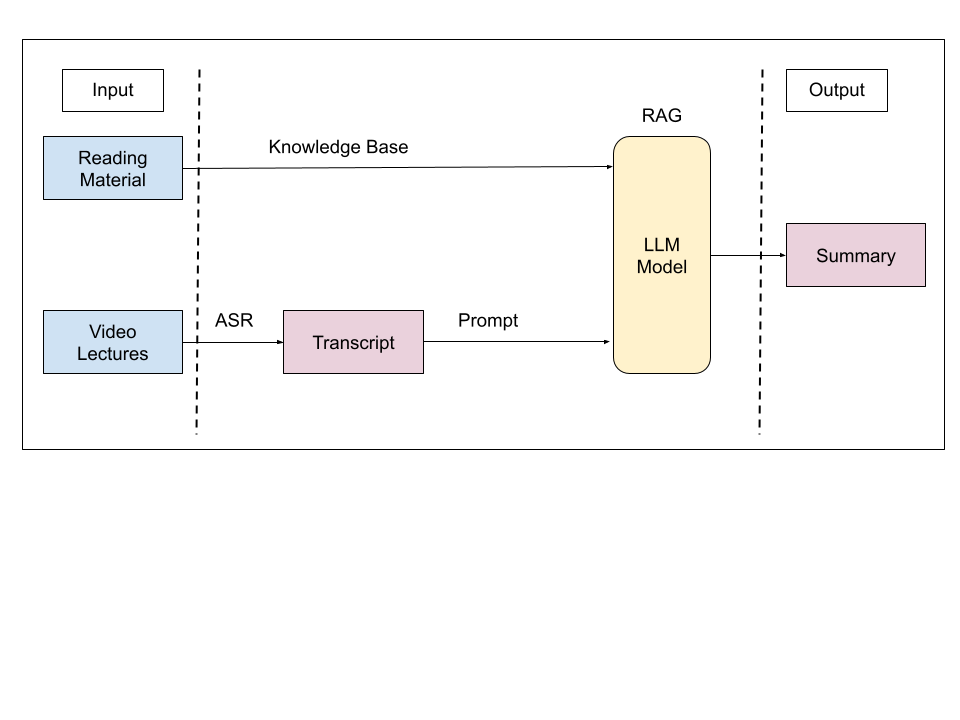 Input
Output
RAG
Knowledge Base
Reading
Material
LLM
Model
Summary
ASR
Prompt
Video
Lectures
Transcript